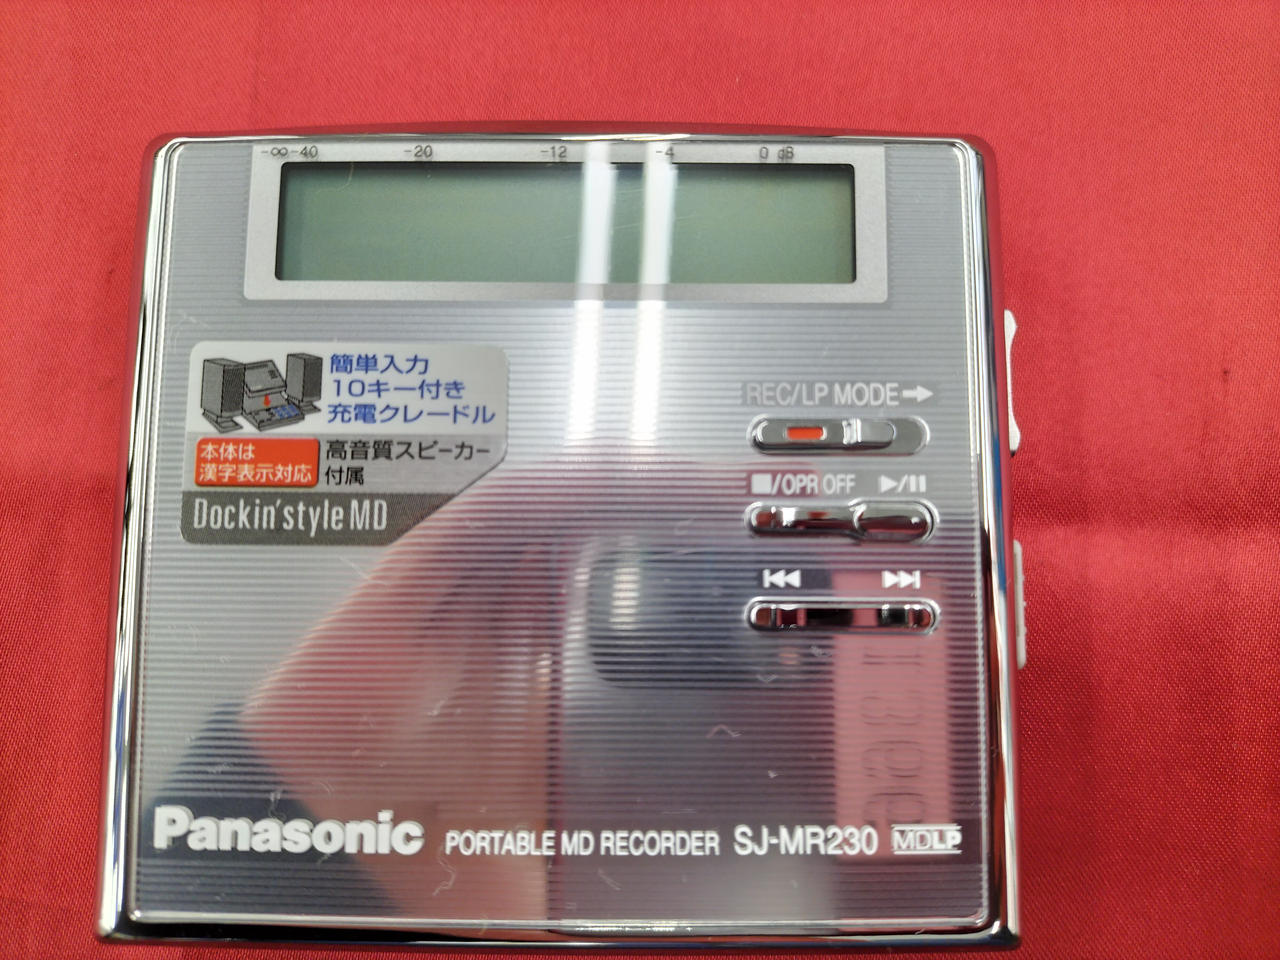 -∞-40 -20 -12 -4 0 dB
簡単入力
10キー付き
充電クレードル
本体は
漢字表示対応
高音質スピーカー
付属
Dockin'style MD
REC/LP MODE➡
■/OPR OFF ▶/⏸
⏮ ⏭
Panasonic PORTABLE MD RECORDER SJ-MR230 MDLP